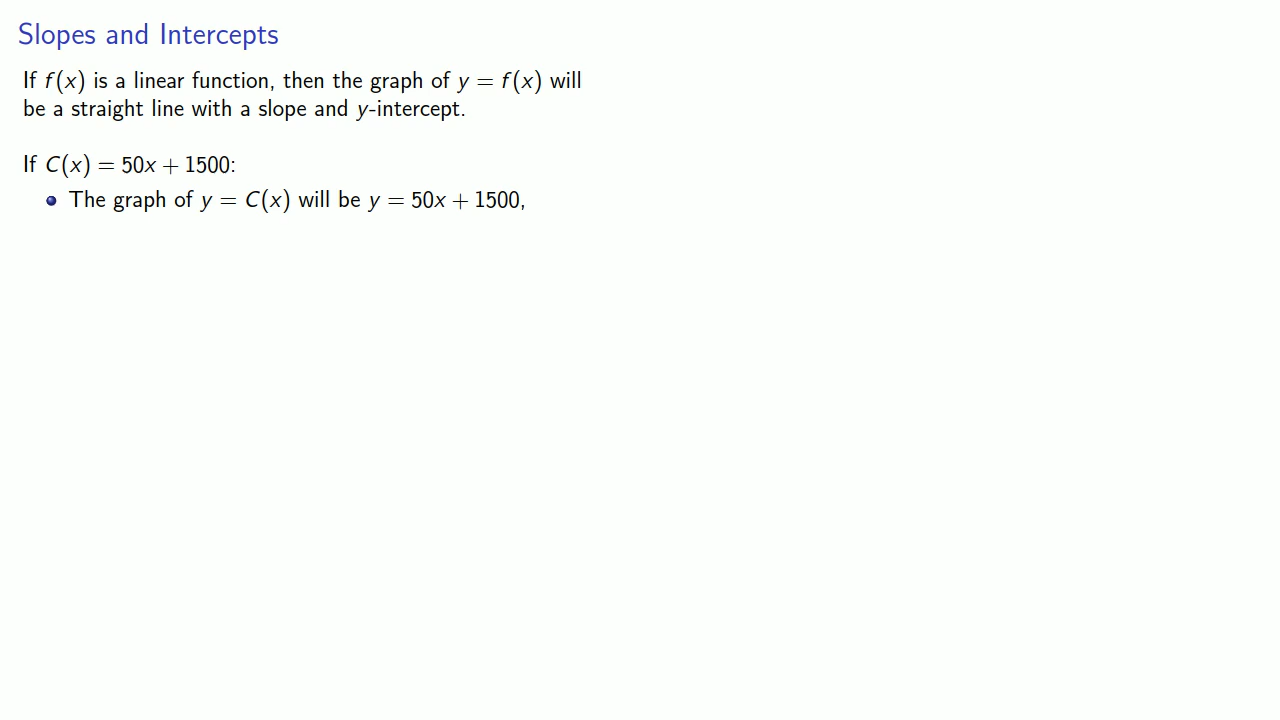 Slopes and Intercepts
If f(x) is a linear function, then the graph of y = f(x) will
be a straight line with a slope and y-intercept.
If C(x) = 50x + 1500:
The graph of y = C(x) will be y = 50x + 1500,